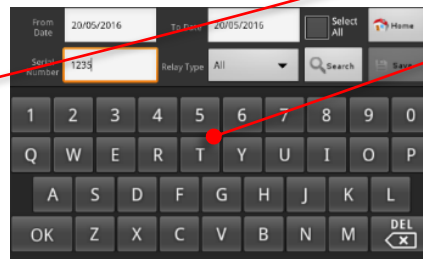 From Date 20/05/2016 To Date 20/05/2016 Select All Home
Serial Number 1235 Relay Type All Search Save
1 2 3 4 5 6 7 8 9 0
Q W E R T Y U I O P
A S D F G H J K L
OK Z X C V B N M DEL